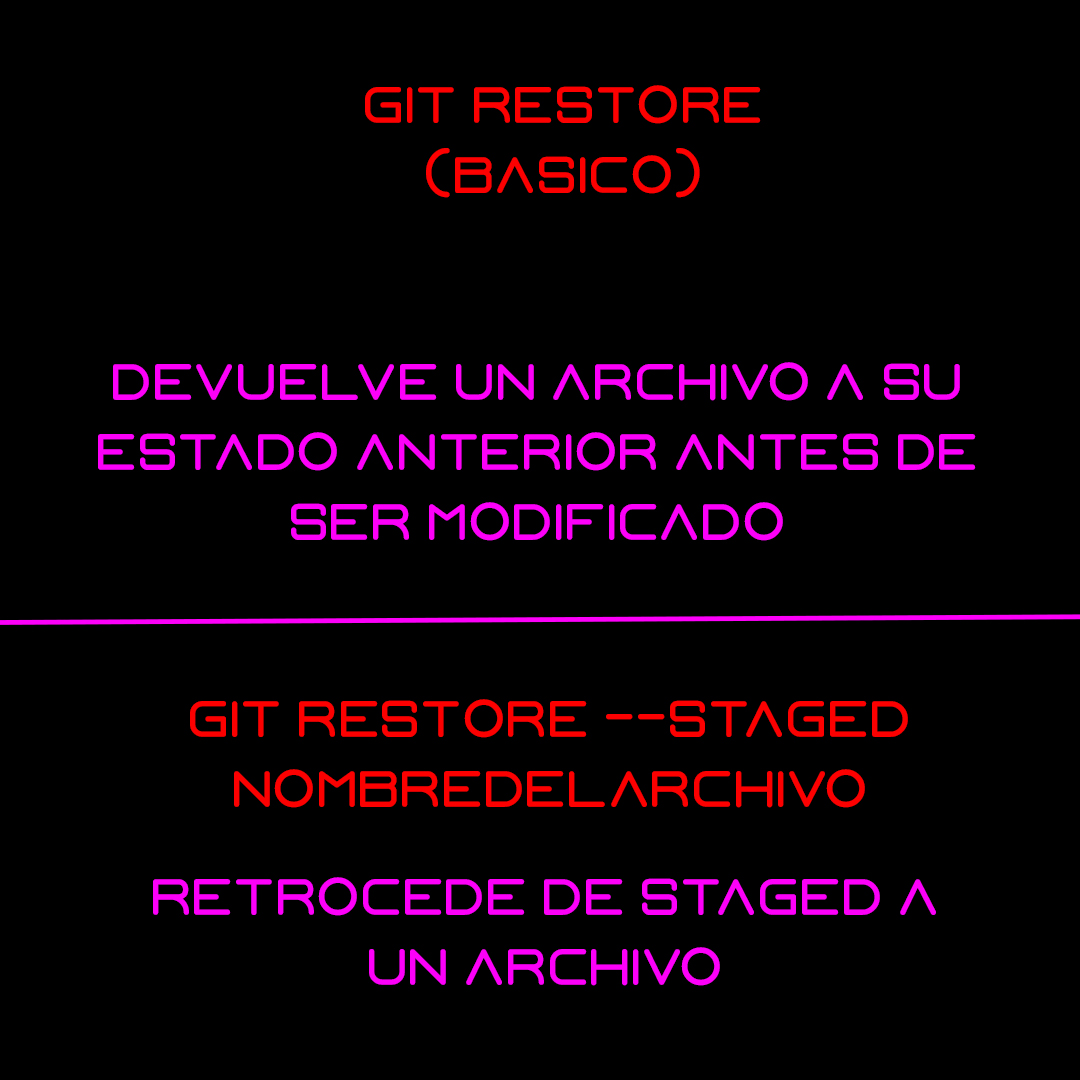 GIT RESTORE
(BASICO)
DEVUELVE UN ARCHIVO A SU
ESTADO ANTERIOR ANTES DE
SER MODIFICADO
GIT RESTORE --STAGED
NOMBREDELARCHIVO
RETROCEDE DE STAGED A
UN ARCHIVO